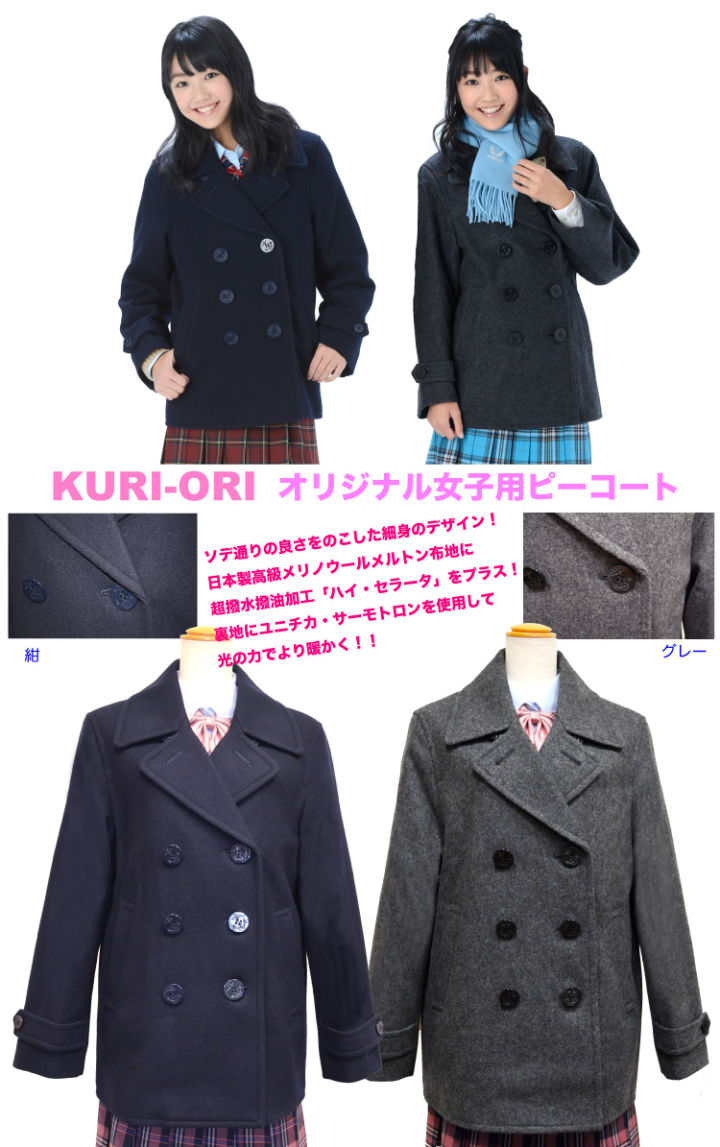 KURI-ORI オリジナル女子用ピーコート
ソデ通りの良さをのこした細身のデザイン！
日本製高級メリノウールメルトン布地に
超撥水撥油加工「ハイ・セラータ」をプラス！
裏地にユニチカ・サーモトロンを使用して
光の力でより暖かく！！
紺
グレー